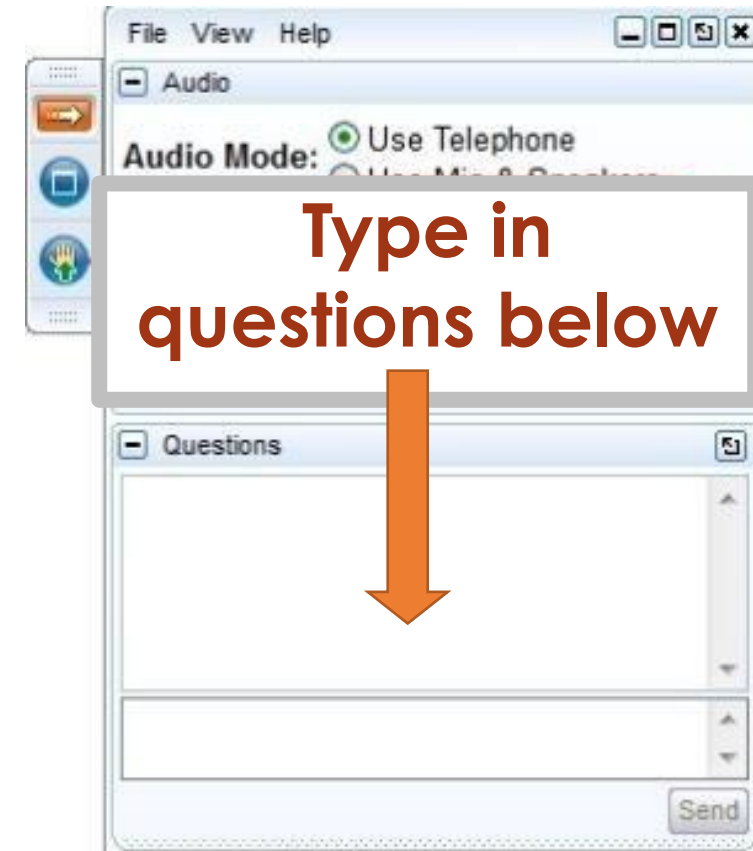 File View Help
Audio
Audio Mode: Use Telephone
Type in
questions below
Questions
Send